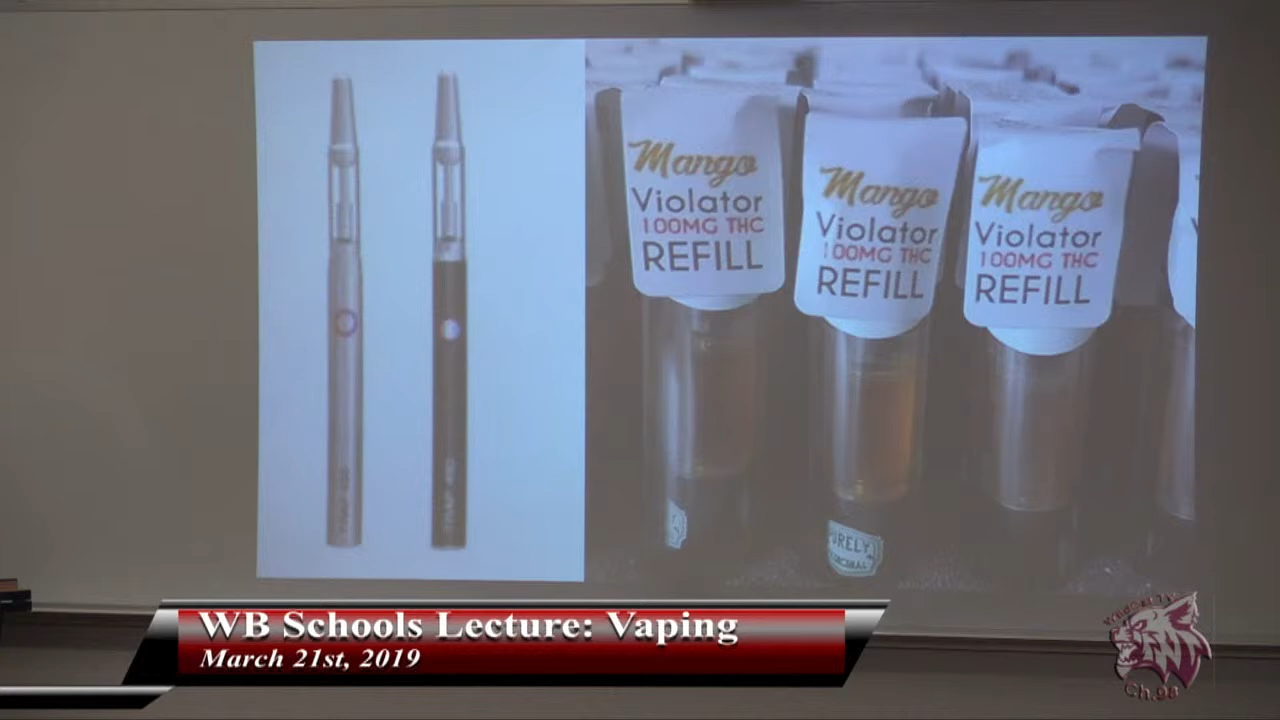 Mango
Violator
100MG THC
REFILL
Mango
Violator
100MG THC
REFILL
Mango
Violator
100MG THC
REFILL
PURELY
WB Schools Lecture: Vaping
March 21st, 2019
Ch.98